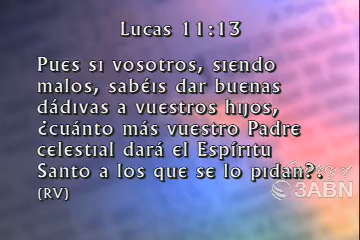 Lucas 11:13
Pues si vosotros, siendo
malos, sabéis dar buenas
dádivas a vuestros hijos,
¿cuánto más vuestro Padre
celestial dará el Espíritu
Santo a los que se lo pidan?.
(RV)
3ABN